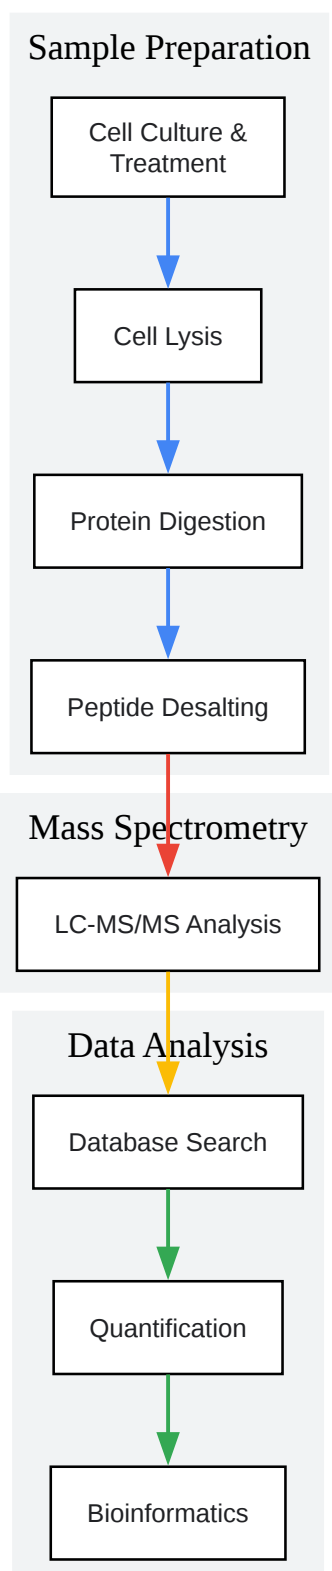 Sample Preparation
Cell Culture &
Treatment
Cell Lysis
Protein Digestion
Peptide Desalting
Mass Spectrometry
LC-MS/MS Analysis
Data Analysis
Database Search
Quantification
Bioinformatics